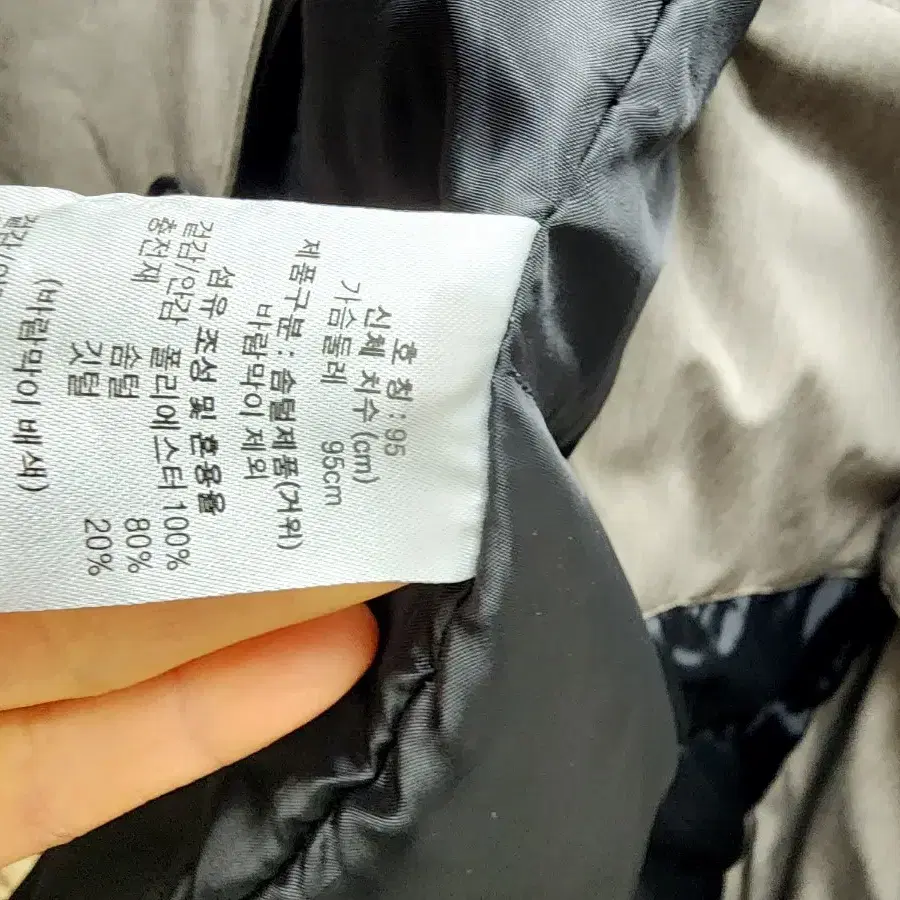 호 칭 : 95
신체 치수 (cm)
가슴둘레 95cm
제품구분 : 솜털제품(거위)
바람막이 제외
섬유 조성 및 혼용율
겉감/안감 폴리에스터 100%
충전재 솜털 80%
깃털 20%
(바람막이배색)